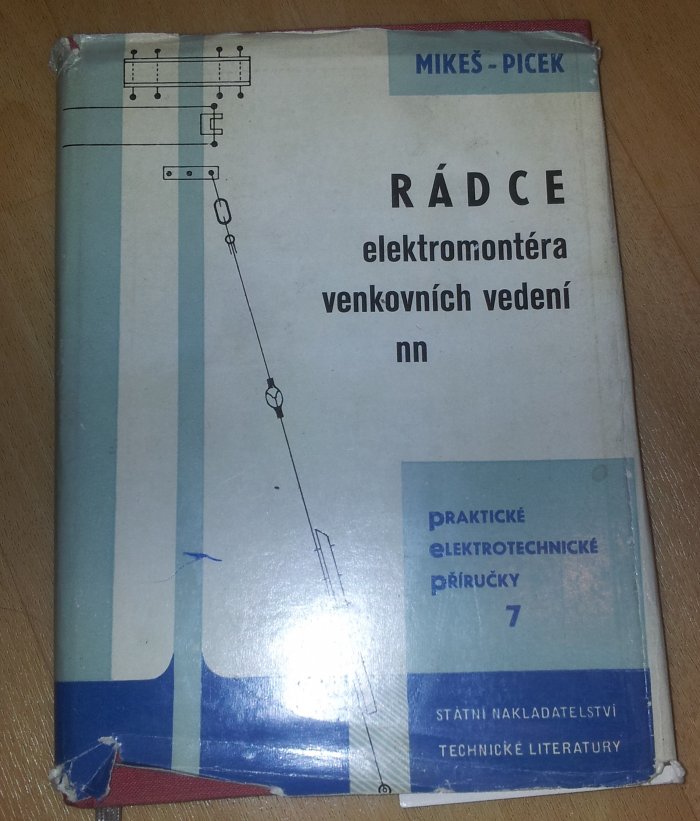 MIKEŠ - PICEK
RÁDCE
elektromontéra
venkovních vedení
nn
PRAKTICKÉ
eLEKTROTECHNICKÉ
PŘÍRUČKY
7
STÁTNÍ NAKLADATELSTVÍ
TECHNICKÉ LITERATURY